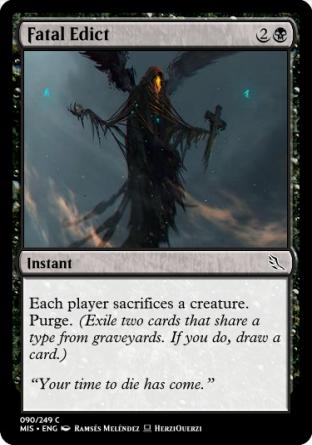 Fatal Edict 2
Instant
Each player sacrifices a creature.
Purge. (Exile two cards that share a
type from graveyards. If you do, draw a
card.)
“Your time to die has come.”
090/249 C
MIS • ENG Ramsés Meléndez HerziQuerzi